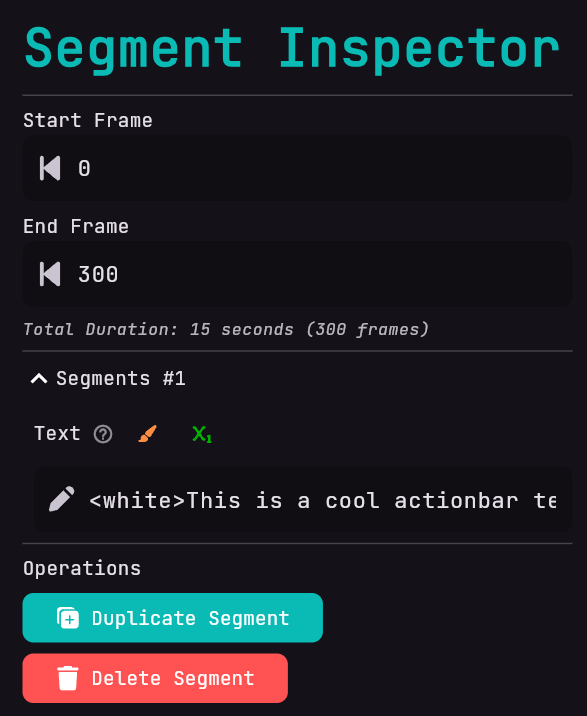 Segment Inspector
Start Frame
0
End Frame
300
Total Duration: 15 seconds (300 frames)
Segments #1
Text
<white>This is a cool actionbar te
Operations
Duplicate Segment
Delete Segment